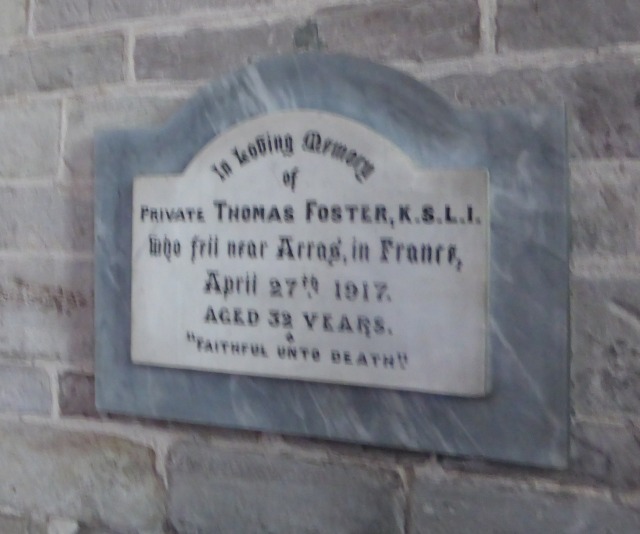 In Loving Memory
of
PRIVATE THOMAS FOSTER, K.S.L.I.
Who fell near Arras, in France,
April 27th 1917.
AGED 32 YEARS.
"FAITHFUL UNTO DEATH."